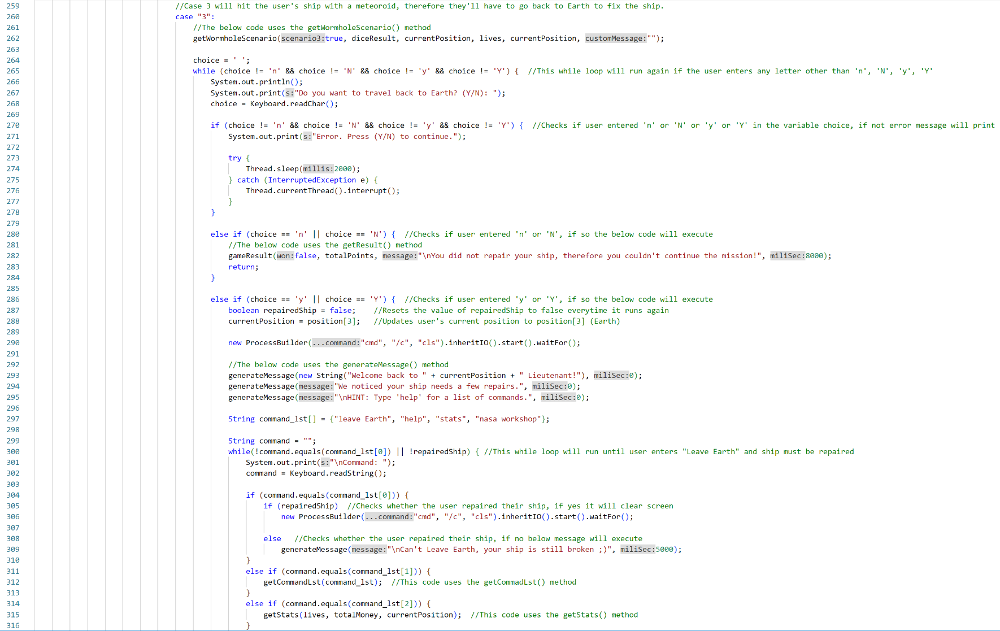 259 //Case 3 will hit the user's ship with a meteoroid, therefore they'll have to go back to Earth to fix the ship.
260 case "3":
261 //The below code uses the getWormholeScenario() method
262 getWormholeScenario(scenario3:true, diceResult, currentPosition, lives, currentPosition, customMessage:"");
263
264 choice = ' ';
265 while (choice != 'n' && choice != 'N' && choice != 'y' && choice != 'Y') { //This while loop will run again if the user enters any letter other than 'n', 'N', 'y', 'Y'
266 System.out.println();
267 System.out.print(s:"Do you want to travel back to Earth? (Y/N): ");
268 choice = Keyboard.readChar();
269
270 if (choice != 'n' && choice != 'N' && choice != 'y' && choice != 'Y') { //Checks if user entered 'n' or 'N' or 'y' or 'Y' in the variable choice, if not error message will print
271 System.out.print(s:"Error. Press (Y/N) to continue.");
272
273 try {
274 Thread.sleep(millis:2000);
275 } catch (InterruptedException e) {
276 Thread.currentThread().interrupt();
277 }
278 }
279
280 else if (choice == 'n' || choice == 'N') { //Checks if user entered 'n' or 'N', if so the below code will execute
281 //The below code uses the getResult() method
282 gameResult(won:false, totalPoints, message:"\nYou did not repair your ship, therefore you couldn't continue the mission!", miliSec:8000);
283 return;
284 }
285
286 else if (choice == 'y' || choice == 'Y') { //Checks if user entered 'y' or 'Y', if so the below code will execute
287 boolean repairedShip = false; //Resets the value of repairedShip to false everytime it runs again
288 currentPosition = position[3]; //Updates user's current position to position[3] (Earth)
289
290 new ProcessBuilder(...command:"cmd", "/c", "cls").inheritIO().start().waitFor();
291
292 //The below code uses the generateMessage() method
293 generateMessage(new String("Welcome back to " + currentPosition + " Lieutenant!"), miliSec:0);
294 generateMessage(message:"We noticed your ship needs a few repairs.", miliSec:0);
295 generateMessage(message:"\nHINT: Type 'help' for a list of commands.", miliSec:0);
296
297 String command_lst[] = {"leave Earth", "help", "stats", "nasa workshop"};
298
299 String command = "";
300 while(!command.equals(command_lst[0]) || !repairedShip) { //This while loop will run until user enters "Leave Earth" and ship must be repaired
301 System.out.print(s:"\nCommand: ");
302 command = Keyboard.readString();
303
304 if (command.equals(command_lst[0])) {
305 if (repairedShip) //Checks whether the user repaired their ship, if yes it will clear screen
306 new ProcessBuilder(...command:"cmd", "/c", "cls").inheritIO().start().waitFor();
307
308 else //Checks whether the user repaired their ship, if no below message will execute
309 generateMessage(message:"\nCan't Leave Earth, your ship is still broken ;)", miliSec:5000);
310 }
311 else if (command.equals(command_lst[1])) {
312 getCommandLst(command_lst); //This code uses the getCommadLst() method
313 }
314 else if (command.equals(command_lst[2])) {
315 getStats(lives, totalMoney, currentPosition); //This code uses the getStats() method
316 }